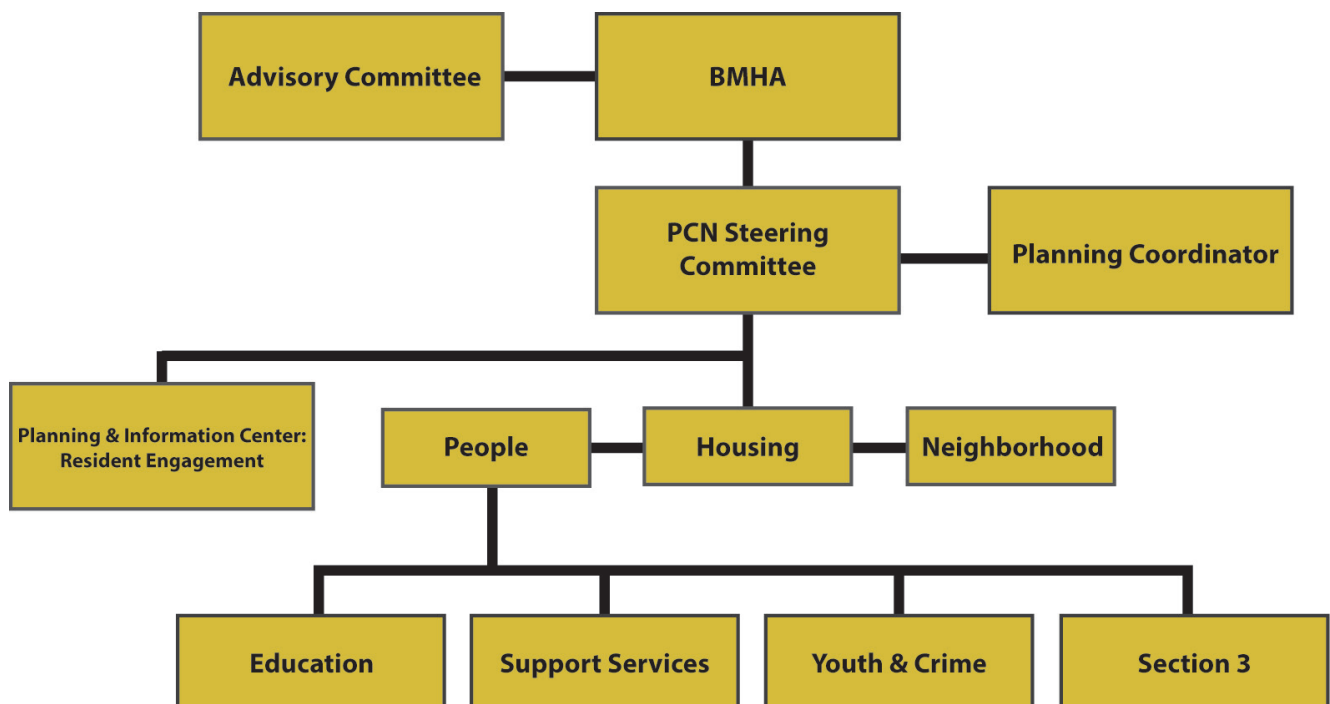 Advisory Committee
BMHA
PCN Steering
Committee
Planning Coordinator
Planning & Information Center:
Resident Engagement
People
Housing
Neighborhood
Education
Support Services
Youth & Crime
Section 3